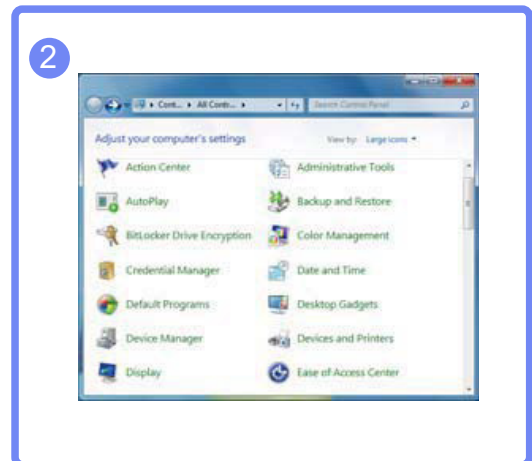 2
Cont... All Contr... Search Control Panel
Adjust your computer's settings View by: Large icons
Action Center Administrative Tools
AutoPlay Backup and Restore
BitLocker Drive Encryption Color Management
Credential Manager Date and Time
Default Programs Desktop Gadgets
Device Manager Devices and Printers
Display Ease of Access Center